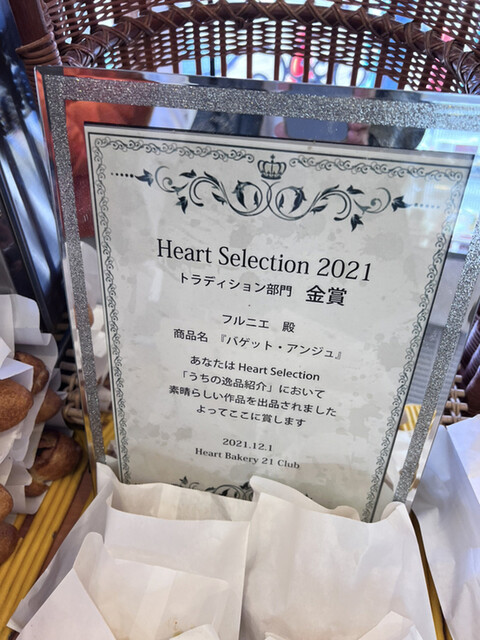 Heart Selection 2021
トラディション部門 金賞
フルニエ 殿
商品名 『バゲット・アンジュ』
あなたは Heart Selection
「うちの逸品紹介」において
素晴らしい作品を出品されました
よってここに賞します
2021.12.1
Heart Bakery 21 Club